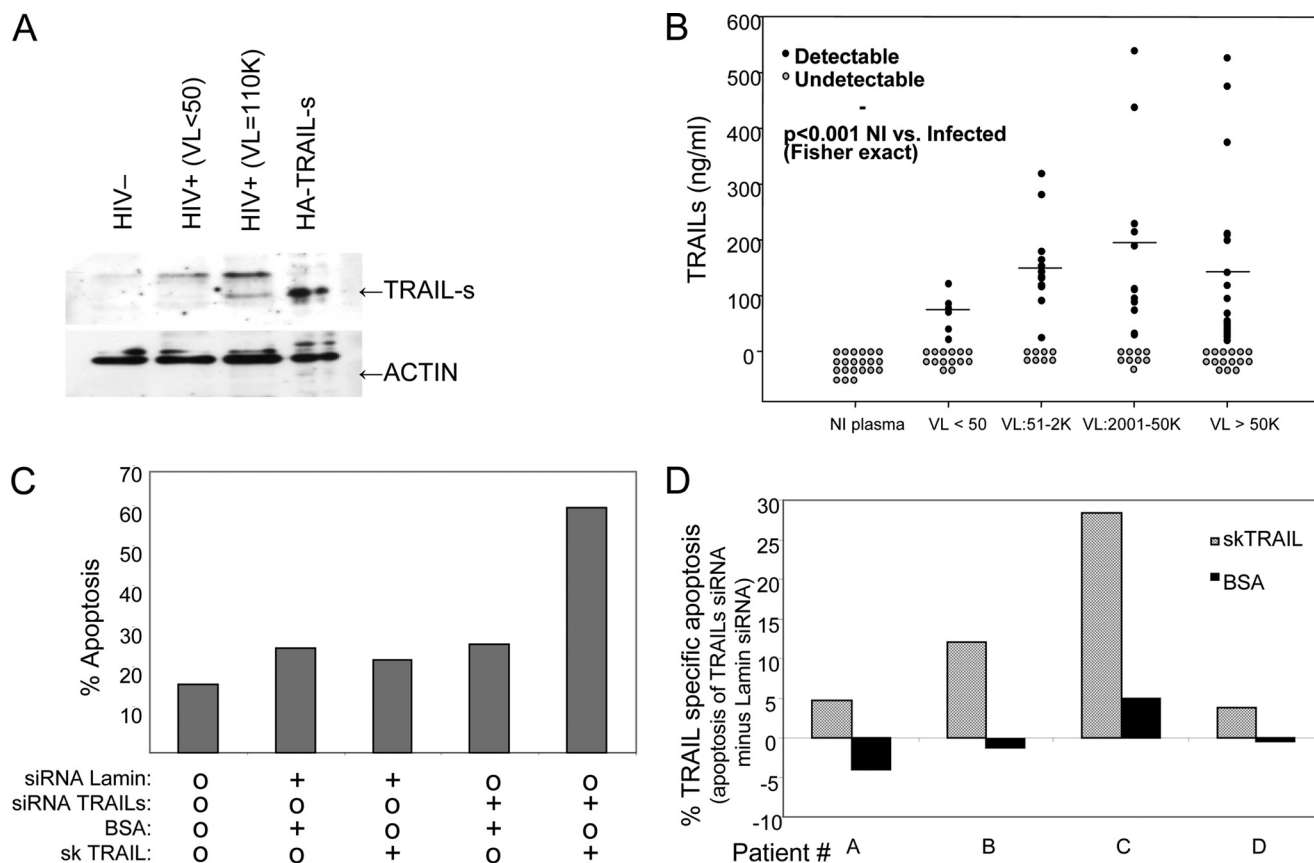 A
HIV–
HIV+ (VL<50)
HIV+ (VL=110K)
HA-TRAIL-s
←TRAIL-s
←ACTIN
B
600
500
400
300
200
100
0
TRAILs (ng/ml)
Detectable
Undetectable
-
p<0.001 NI vs. Infected
(Fisher exact)
NI plasma VL < 50 VL:51-2K VL:2001-50K VL > 50K
C
70
60
50
40
30
20
10
% Apoptosis
siRNA Lamin: o + + o o
siRNA TRAILs: o o o + +
BSA: o + o + o
sk TRAIL: o o + o +
D
30
25
20
15
10
5
0
-5
-10
% TRAIL specific apoptosis
(apoptosis of TRAILs siRNA
minus Lamin siRNA)
skTRAIL
BSA
Patient # A B C D